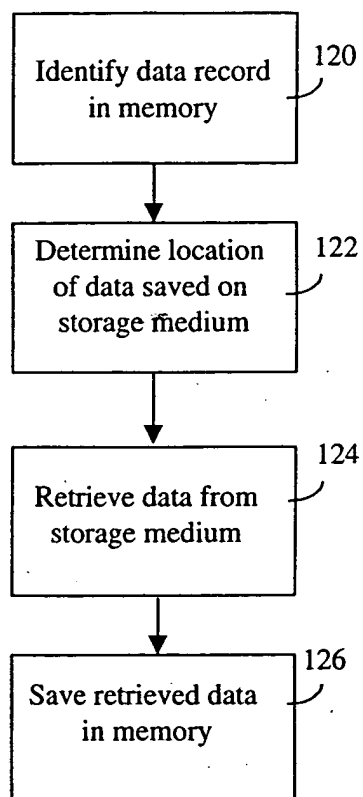 Identify data record
in memory
120
Determine location
of data saved on
storage medium
122
Retrieve data from
storage medium
124
Save retrieved data
in memory
126